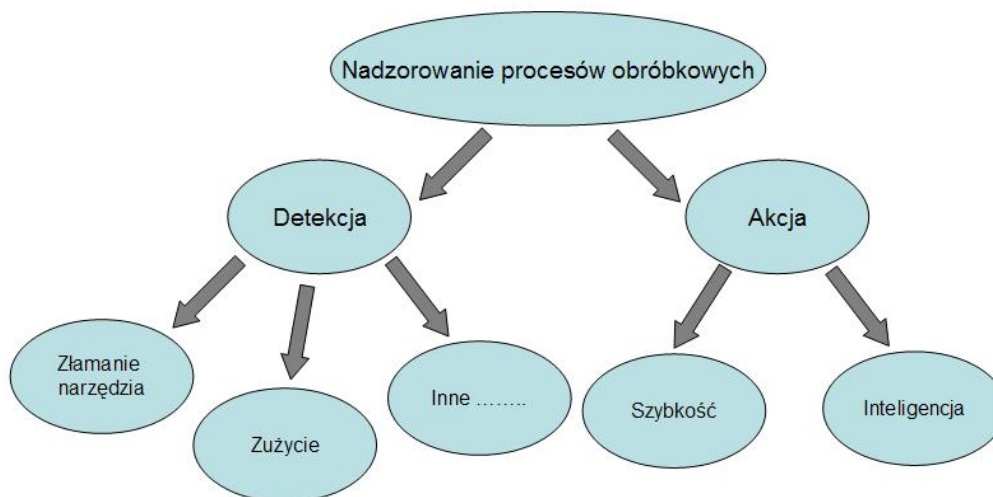 Nadzorowanie procesów obróbkowych
Detekcja
Akcja
Złamanie
narzędzia
Zużycie
Inne ........
Szybkość
Inteligencja